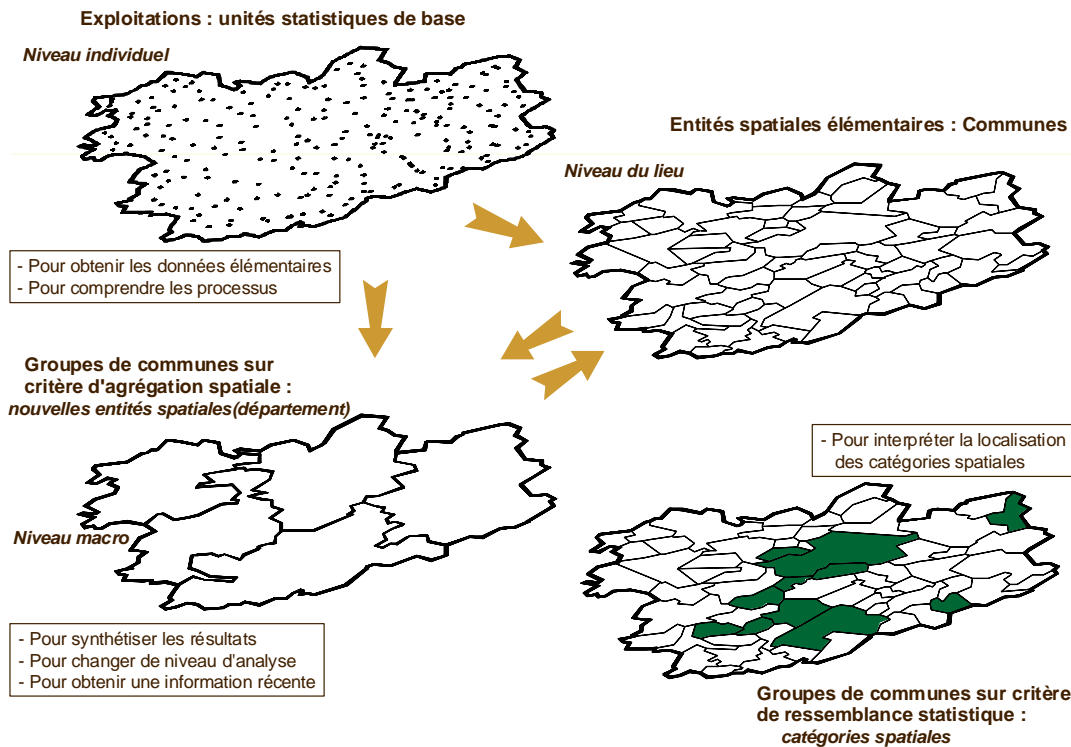 Exploitations : unités statistiques de base
Niveau individuel
Entités spatiales élémentaires : Communes
Niveau du lieu
- Pour obtenir les données élémentaires
- Pour comprendre les processus
Groupes de communes sur
critère d'agrégation spatiale :
nouvelles entités spatiales(département)
- Pour interpréter la localisation
des catégories spatiales
Niveau macro
- Pour synthétiser les résultats
- Pour changer de niveau d'analyse
- Pour obtenir une information récente
Groupes de communes sur critère
de ressemblance statistique :
catégories spatiales